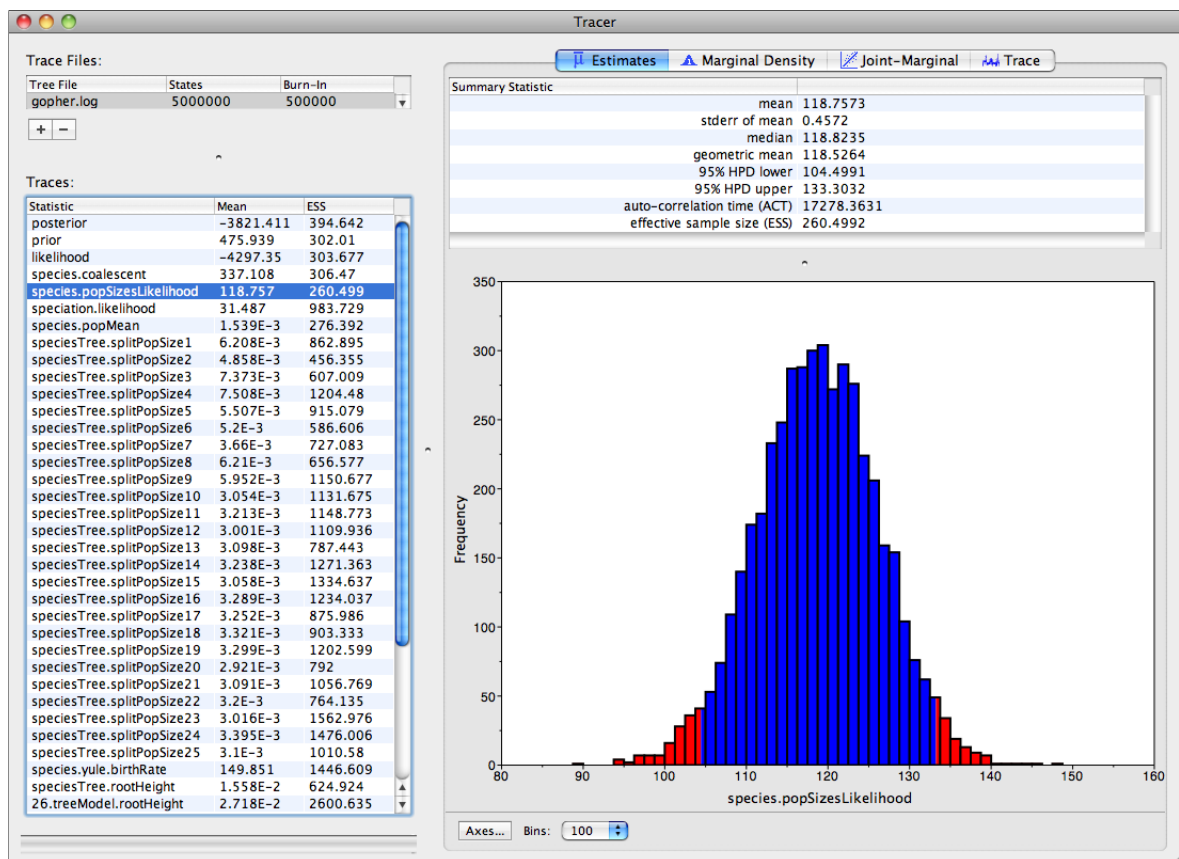 Tracer
Trace Files:
Tree File States Burn-In
gopher.log 5000000 500000
+ −
Traces:
Statistic Mean ESS
posterior -3821.411 394.642
prior 475.939 302.01
likelihood -4297.35 303.677
species.coalescent 337.108 306.47
species.popSizesLikelihood 118.757 260.499
speciation.likelihood 31.487 983.729
species.popMean 1.539E-3 276.392
speciesTree.splitPopSize1 6.208E-3 862.895
speciesTree.splitPopSize2 4.858E-3 456.355
speciesTree.splitPopSize3 7.373E-3 607.009
speciesTree.splitPopSize4 7.508E-3 1204.48
speciesTree.splitPopSize5 5.507E-3 915.079
speciesTree.splitPopSize6 5.2E-3 586.606
speciesTree.splitPopSize7 3.66E-3 727.083
speciesTree.splitPopSize8 6.21E-3 656.577
speciesTree.splitPopSize9 5.952E-3 1150.677
speciesTree.splitPopSize10 3.054E-3 1131.675
speciesTree.splitPopSize11 3.213E-3 1148.773
speciesTree.splitPopSize12 3.001E-3 1109.936
speciesTree.splitPopSize13 3.098E-3 787.443
speciesTree.splitPopSize14 3.238E-3 1271.363
speciesTree.splitPopSize15 3.058E-3 1334.637
speciesTree.splitPopSize16 3.289E-3 1234.037
speciesTree.splitPopSize17 3.252E-3 875.986
speciesTree.splitPopSize18 3.321E-3 903.333
speciesTree.splitPopSize19 3.299E-3 1202.599
speciesTree.splitPopSize20 2.921E-3 792
speciesTree.splitPopSize21 3.091E-3 1056.769
speciesTree.splitPopSize22 3.2E-3 764.135
speciesTree.splitPopSize23 3.016E-3 1562.976
speciesTree.splitPopSize24 3.395E-3 1476.006
speciesTree.splitPopSize25 3.1E-3 1010.58
species.yule.birthRate 149.851 1446.609
speciesTree.rootHeight 1.558E-2 624.924
26.treeModel.rootHeight 2.718E-2 2600.635
μ Estimates Marginal Density Joint-Marginal Trace
Summary Statistic
mean 118.7573
stderr of mean 0.4572
median 118.8235
geometric mean 118.5264
95% HPD lower 104.4991
95% HPD upper 133.3032
auto-correlation time (ACT) 17278.3631
effective sample size (ESS) 260.4992
350
300
250
200
150
100
50
0
Frequency
80 90 100 110 120 130 140 150 160
species.popSizesLikelihood
Axes... Bins: 100